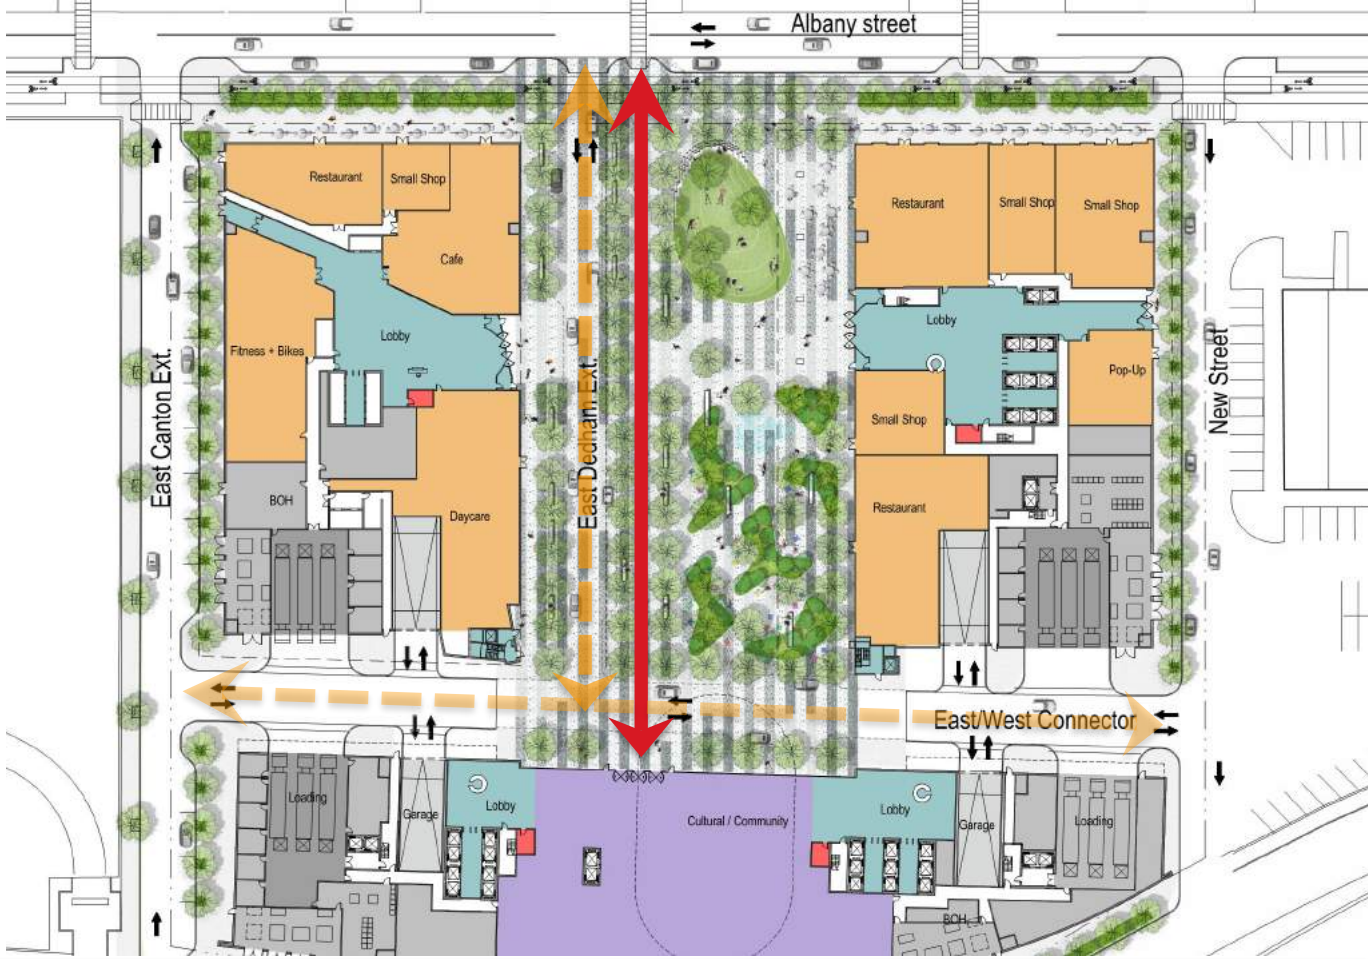 Albany street
Restaurant
Small Shop
Cafe
Lobby
Fitness + Bikes
BOH
Daycare
East Canton Ext.
East Dedham Ext.
Restaurant
Small Shop
Small Shop
Lobby
Pop-Up
Small Shop
Restaurant
New Street
East/West Connector
Loading
Garage
Lobby
Cultural / Community
Lobby
Garage
Loading
BOH